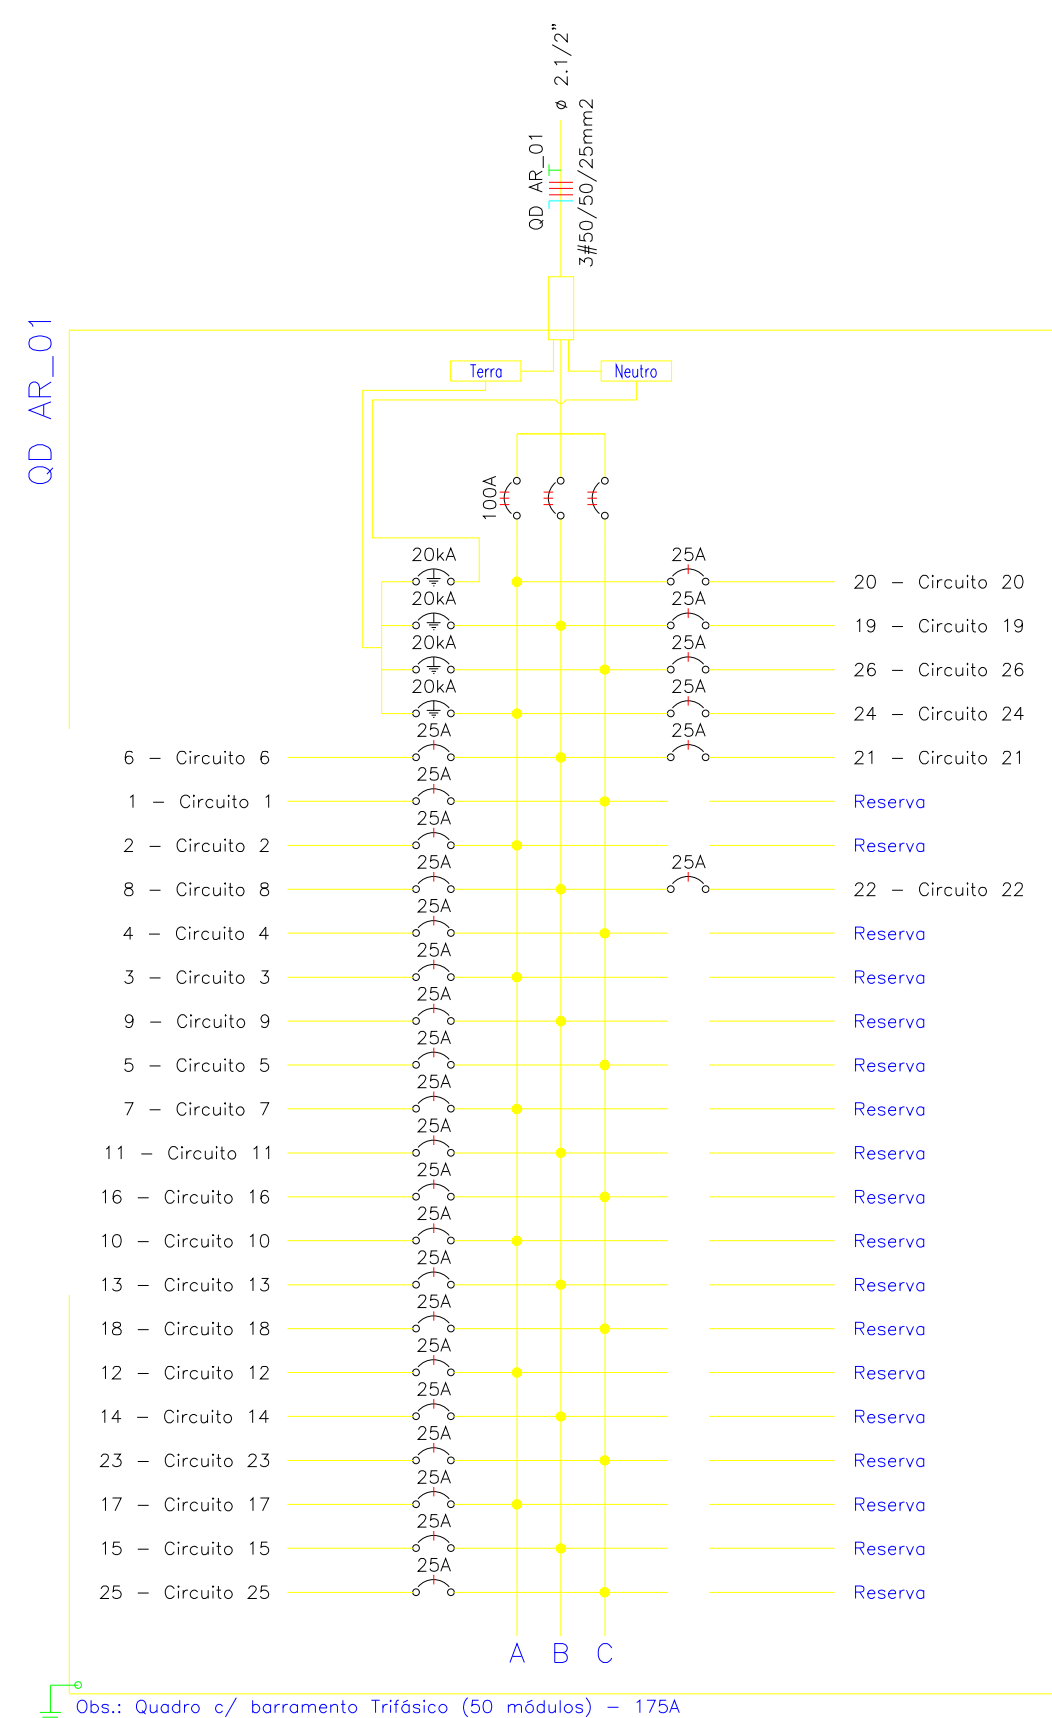 ø 2.1/2"
QD AR_01
3#50/50/25mm2
QD AR_01
Terra
Neutro
100A
20kA 25A
20 - Circuito 20
20kA 25A
19 - Circuito 19
20kA 25A
26 - Circuito 26
20kA 25A
24 - Circuito 24
25A 25A
6 - Circuito 6 21 - Circuito 21
25A
1 - Circuito 1 Reserva
25A
2 - Circuito 2 Reserva
25A 25A
8 - Circuito 8 22 - Circuito 22
25A
4 - Circuito 4 Reserva
25A
3 - Circuito 3 Reserva
25A
9 - Circuito 9 Reserva
25A
5 - Circuito 5 Reserva
25A
7 - Circuito 7 Reserva
25A
11 - Circuito 11 Reserva
25A
16 - Circuito 16 Reserva
25A
10 - Circuito 10 Reserva
25A
13 - Circuito 13 Reserva
25A
18 - Circuito 18 Reserva
25A
12 - Circuito 12 Reserva
25A
14 - Circuito 14 Reserva
25A
23 - Circuito 23 Reserva
25A
17 - Circuito 17 Reserva
25A
15 - Circuito 15 Reserva
25A
25 - Circuito 25 Reserva
A B C
Obs.: Quadro c/ barramento Trifásico (50 módulos) - 175A